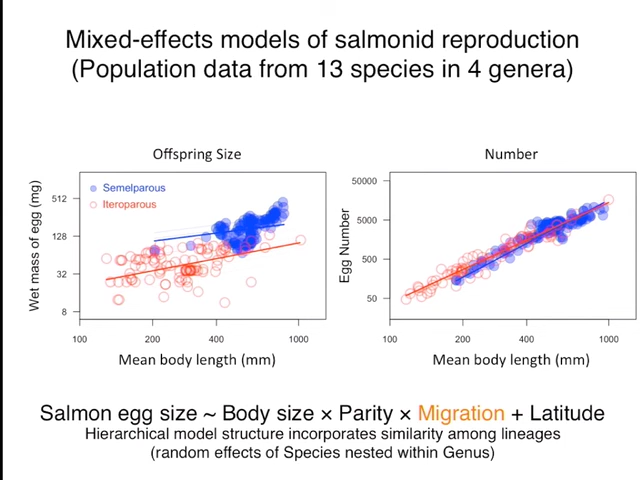 Mixed-effects models of salmonid reproduction
(Population data from 13 species in 4 genera)
Offspring Size
Wet mass of egg (mg)
512
128
32
8
Semelparous
Iteroparous
100 200 400 1000
Mean body length (mm)
Number
Egg Number
50000
5000
500
50
100 200 400 1000
Mean body length (mm)
Salmon egg size ~ Body size × Parity × Migration + Latitude
Hierarchical model structure incorporates similarity among lineages
(random effects of Species nested within Genus)